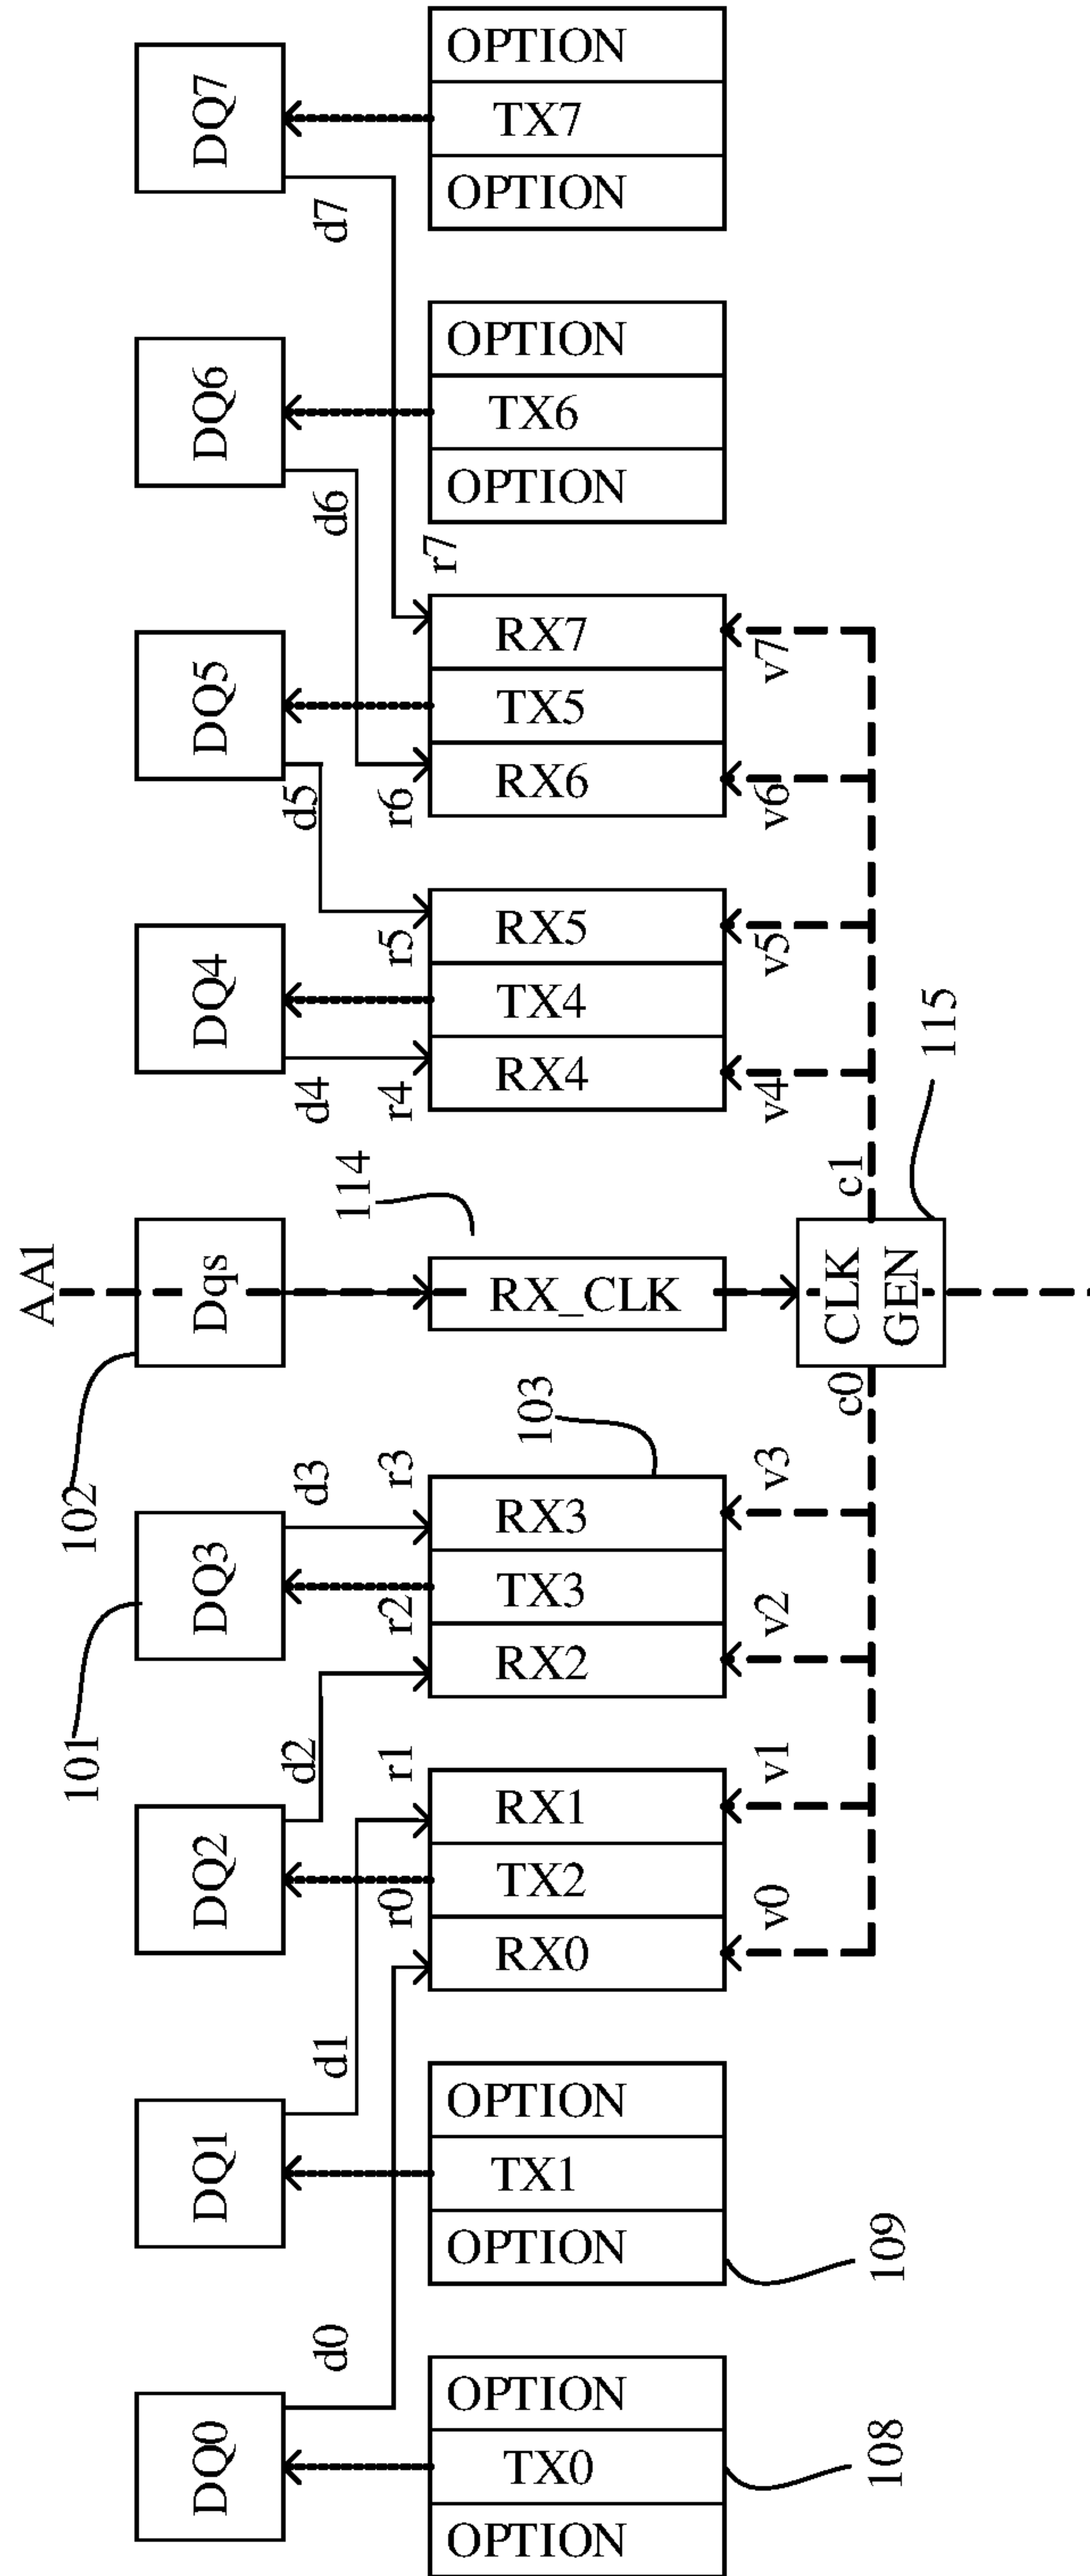 AA1
102
101
DQ0
DQ1
DQ2
DQ3
Dqs
DQ4
DQ5
DQ6
DQ7
d0
d1
d2
d3
d4
d5
d6
d7
r0
r1
r2
r3
114
r4
r5
r6
r7
OPTION
TX0
OPTION
OPTION
TX1
OPTION
RX0
TX2
RX1
RX2
TX3
RX3
103
RX_CLK
RX4
TX4
RX5
RX6
TX5
RX7
OPTION
TX6
OPTION
OPTION
TX7
OPTION
v0
v1
v2
v3
v4
v5
v6
v7
108
109
c0
CLK
GEN
c1
115